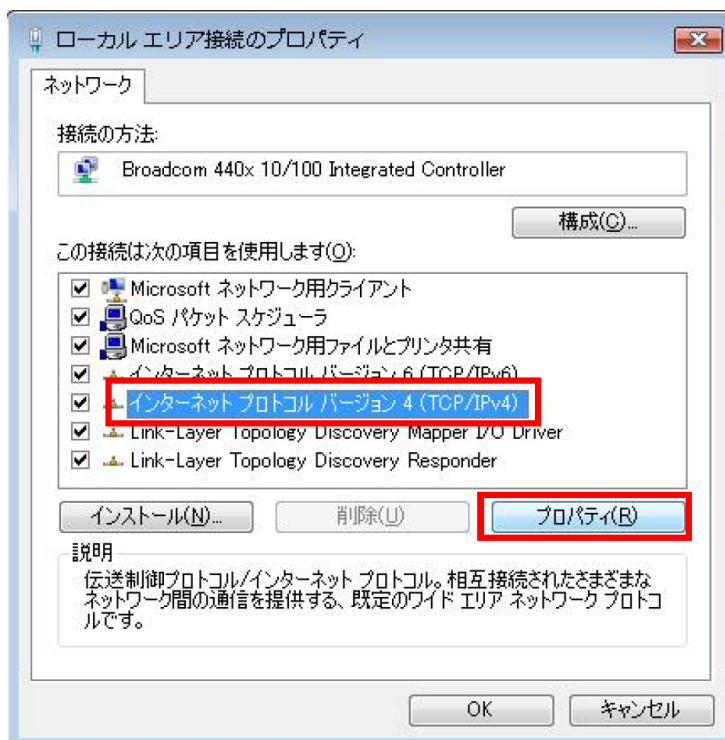 ローカル エリア接続のプロパティ
ネットワーク
接続の方法:
Broadcom 440x 10/100 Integrated Controller
構成(C)...
この接続は次の項目を使用します(O):
Microsoft ネットワーク用クライアント
QoS パケット スケジューラ
Microsoft ネットワーク用ファイルとプリンタ共有
インターネット プロトコル バージョン 6 (TCP/IPv6)
インターネット プロトコル バージョン 4 (TCP/IPv4)
Link-Layer Topology Discovery Mapper I/O Driver
Link-Layer Topology Discovery Responder
インストール(N)...
削除(U)
プロパティ(R)
説明
伝送制御プロトコル/インターネット プロトコル。相互接続されたさまざまな
ネットワーク間の通信を提供する、既定のワイド エリア ネットワーク プロトコ
ルです。
OK
キャンセル